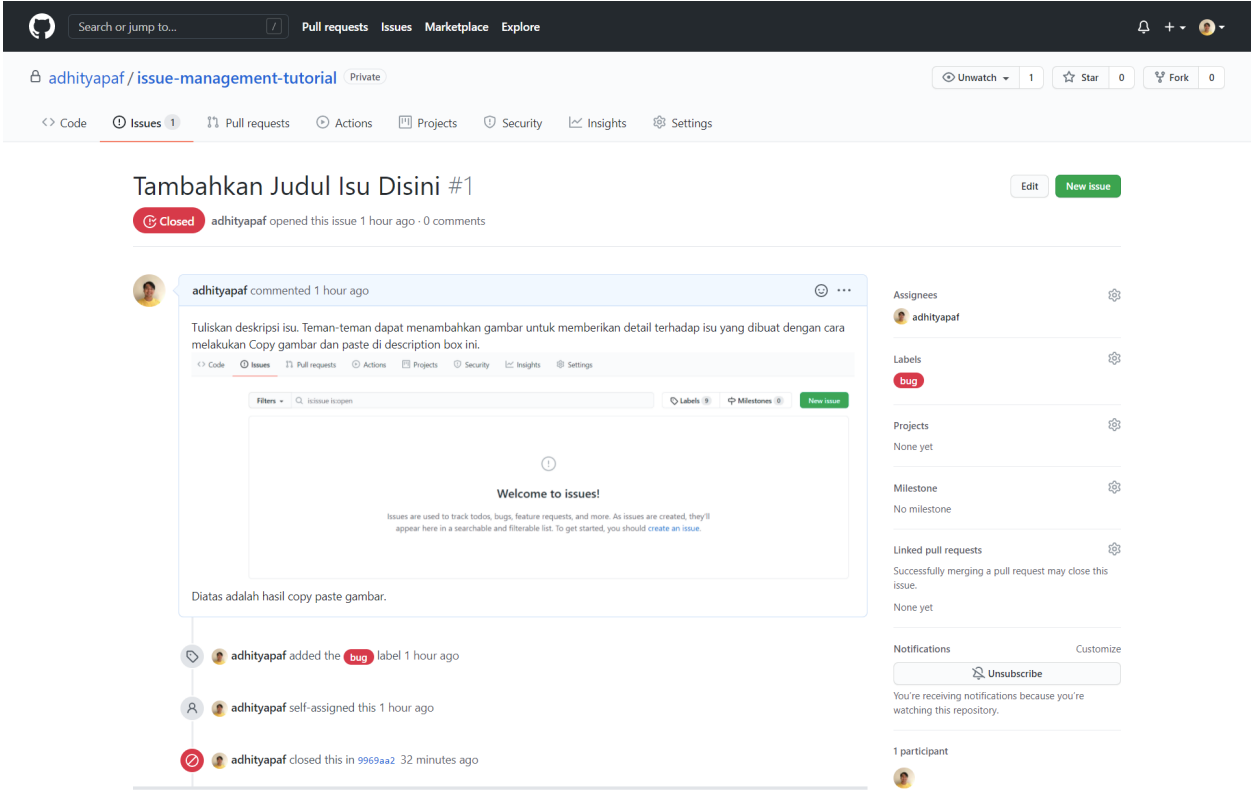 Search or jump to... /
Pull requests Issues Marketplace Explore
adhityapaf / issue-management-tutorial Private
Unwatch 1 Star 0 Fork 0
Code Issues 1 Pull requests Actions Projects Security Insights Settings
Tambahkan Judul Isu Disini #1
Edit New issue
Closed adhityapaf opened this issue 1 hour ago · 0 comments
adhityapaf commented 1 hour ago
Tuliskan deskripsi isu. Teman-teman dapat menambahkan gambar untuk memberikan detail terhadap isu yang dibuat dengan cara
melakukan Copy gambar dan paste di description box ini.
Code Issues Pull requests Actions Projects Security Insights Settings
Filters is:issue is:open Labels 9 Milestones 0 New issue
Welcome to issues!
Issues are used to track todos, bugs, feature requests, and more. As issues are created, they'll
appear here in a searchable and filterable list. To get started, you should create an issue.
Diatas adalah hasil copy paste gambar.
adhityapaf added the bug label 1 hour ago
adhityapaf self-assigned this 1 hour ago
adhityapaf closed this in 9969aa2 32 minutes ago
Assignees
adhityapaf
Labels
bug
Projects
None yet
Milestone
No milestone
Linked pull requests
Successfully merging a pull request may close this
issue.
None yet
Notifications Customize
Unsubscribe
You're receiving notifications because you're
watching this repository.
1 participant